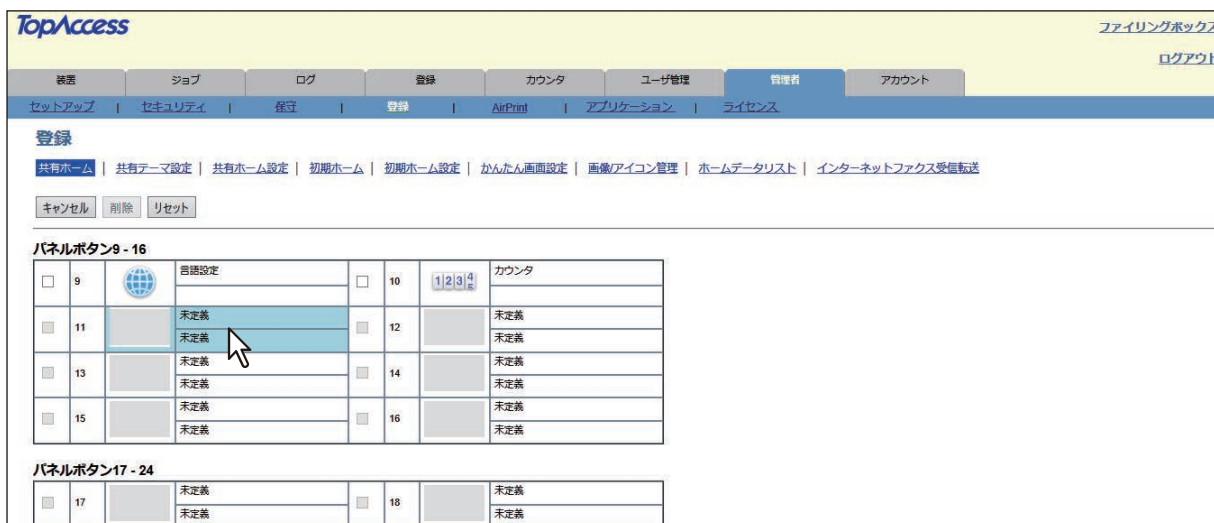 TopAccess
ファイリングボックス
ログアウト
装置 ジョブ ログ 登録 カウンタ ユーザ管理 管理者 アカウント
セットアップ | セキュリティ | 保守 | 登録 | AirPrint | アプリケーション | ライセンス
登録
共有ホーム | 共有テーマ設定 | 共有ホーム設定 | 初期ホーム | 初期ホーム設定 | かんたん画面設定 | 画像/アイコン管理 | ホームデータリスト | インターネットファクス受信転送
キャンセル 削除 リセット
パネルボタン9 - 16
9 言語設定 10 1 2 3 4 5 カウンタ
11 未定義 12 未定義
未定義 未定義
13 未定義 14 未定義
未定義 未定義
15 未定義 16 未定義
未定義 未定義
パネルボタン17 - 24
17 未定義 18 未定義
未定義 未定義